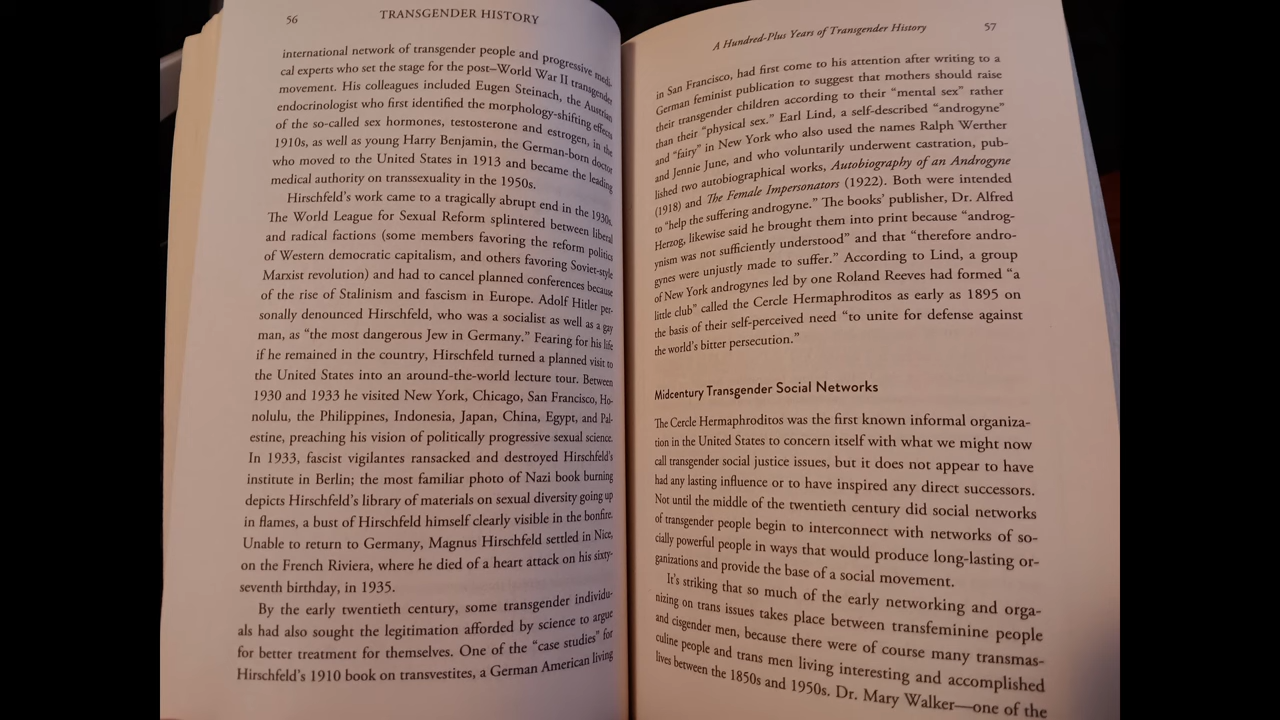 56
TRANSGENDER HISTORY
international network of transgender people and progressive medi-
cal experts who set the stage for the post–World War II transgender
movement. His colleagues included Eugen Steinach, the Austrian
endocrinologist who first identified the morphology-shifting effects
of the so-called sex hormones, testosterone and estrogen, in the
1910s, as well as young Harry Benjamin, the German-born doctor
who moved to the United States in 1913 and became the leading
medical authority on transsexuality in the 1950s.
Hirschfeld's work came to a tragically abrupt end in the 1930s.
The World League for Sexual Reform splintered between liberal
and radical factions (some members favoring the reform politics
of Western democratic capitalism, and others favoring Soviet-style
Marxist revolution) and had to cancel planned conferences because
of the rise of Stalinism and fascism in Europe. Adolf Hitler per-
sonally denounced Hirschfeld, who was a socialist as well as a gay
man, as “the most dangerous Jew in Germany.” Fearing for his life
if he remained in the country, Hirschfeld turned a planned visit to
the United States into an around-the-world lecture tour. Between
1930 and 1933 he visited New York, Chicago, San Francisco, Ho-
nolulu, the Philippines, Indonesia, Japan, China, Egypt, and Pal-
estine, preaching his vision of politically progressive sexual science.
In 1933, fascist vigilantes ransacked and destroyed Hirschfeld's
institute in Berlin; the most familiar photo of Nazi book burning
depicts Hirschfeld's library of materials on sexual diversity going up
in flames, a bust of Hirschfeld himself clearly visible in the bonfire.
Unable to return to Germany, Magnus Hirschfeld settled in Nice,
on the French Riviera, where he died of a heart attack on his sixty-
seventh birthday, in 1935.
By the early twentieth century, some transgender individu-
als had also sought the legitimation afforded by science to argue
for better treatment for themselves. One of the “case studies” for
Hirschfeld's 1910 book on transvestites, a German American living
A Hundred-Plus Years of Transgender History
57
in San Francisco, had first come to his attention after writing to a
German feminist publication to suggest that mothers should raise
their transgender children according to their “mental sex” rather
than their “physical sex.” Earl Lind, a self-described “androgyne”
and “fairy” in New York who also used the names Ralph Werther
and Jennie June, and who voluntarily underwent castration, pub-
lished two autobiographical works, Autobiography of an Androgyne
(1918) and The Female Impersonators (1922). Both were intended
to “help the suffering androgyne.” The books' publisher, Dr. Alfred
Herzog, likewise said he brought them into print because “androg-
ynism was not sufficiently understood” and that “therefore andro-
gynes were unjustly made to suffer.” According to Lind, a group
of New York androgynes led by one Roland Reeves had formed “a
little club” called the Cercle Hermaphroditos as early as 1895 on
the basis of their self-perceived need “to unite for defense against
the world's bitter persecution.”
Midcentury Transgender Social Networks
The Cercle Hermaphroditos was the first known informal organiza-
tion in the United States to concern itself with what we might now
call transgender social justice issues, but it does not appear to have
had any lasting influence or to have inspired any direct successors.
Not until the middle of the twentieth century did social networks
of transgender people begin to interconnect with networks of so-
cially powerful people in ways that would produce long-lasting or-
ganizations and provide the base of a social movement.
It's striking that so much of the early networking and orga-
nizing on trans issues takes place between transfeminine people
and cisgender men, because there were of course many transmas-
culine people and trans men living interesting and accomplished
lives between the 1850s and 1950s. Dr. Mary Walker—one of the